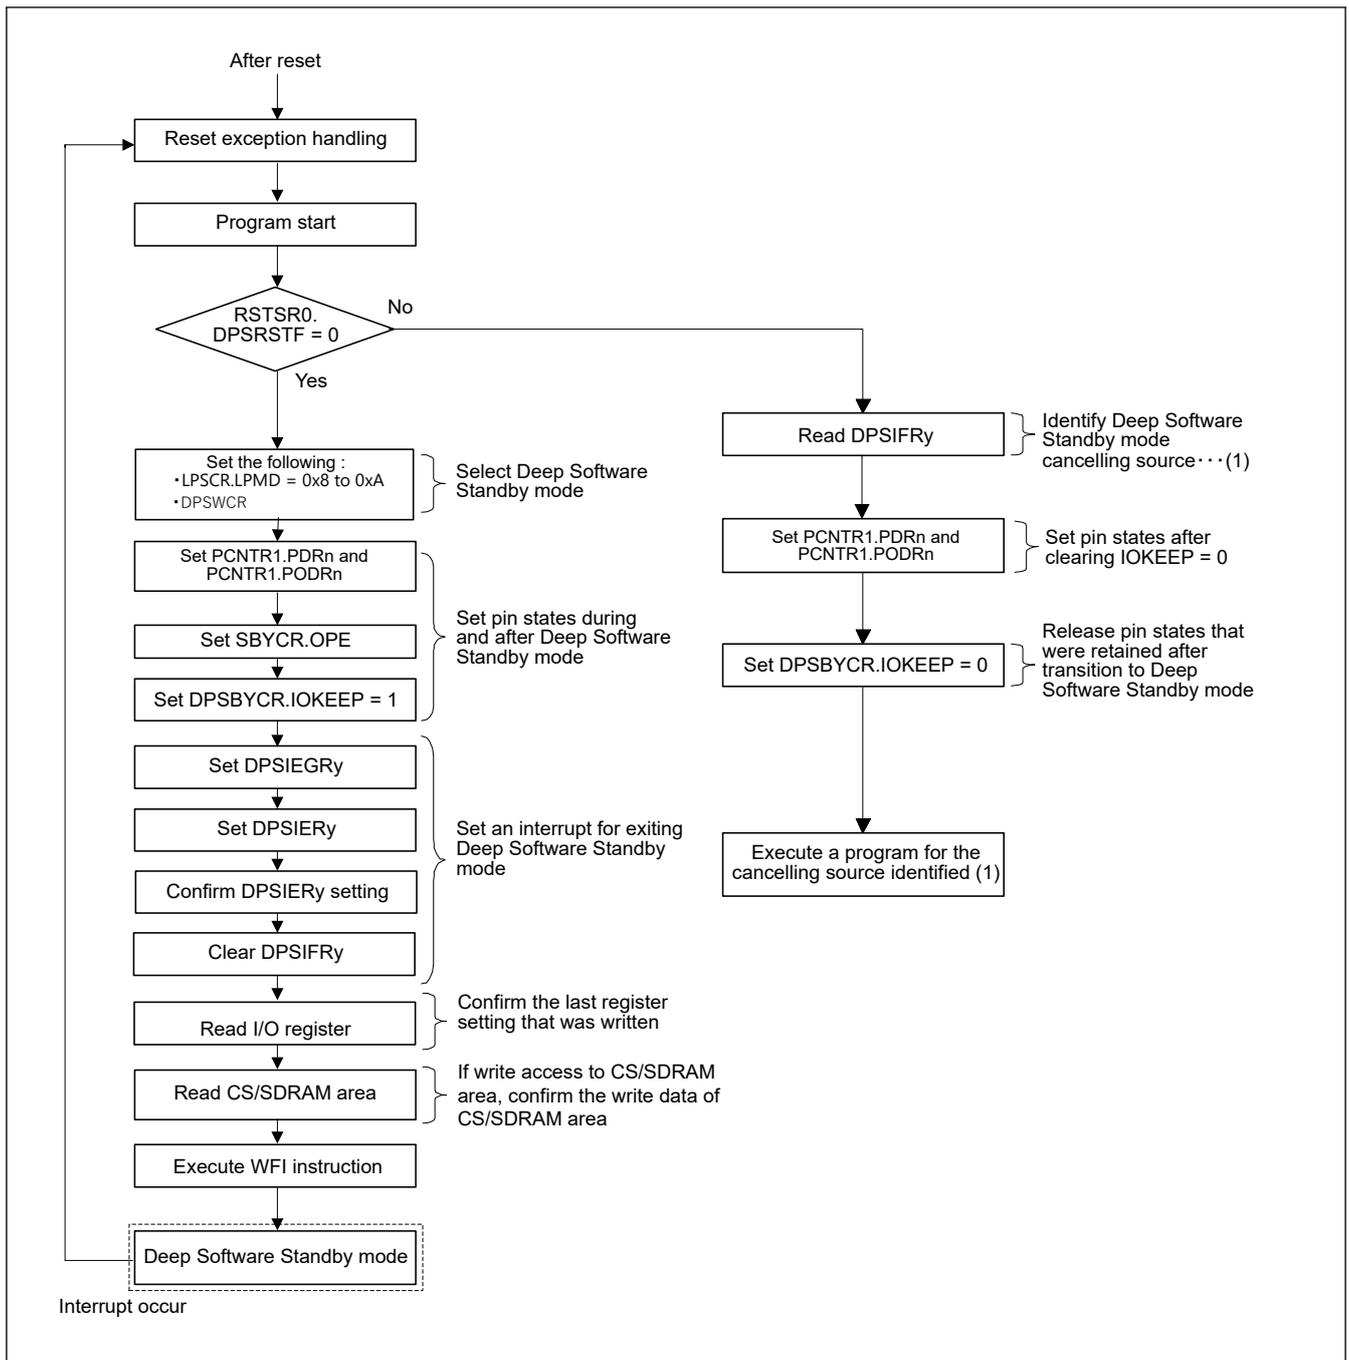 After reset
Reset exception handling
Program start
RSTSR0.
DPSRSTF = 0
No
Yes
Set the following :
・LPSCR.LPMD = 0x8 to 0xA
・DPSWCR
Select Deep Software
Standby mode
Set PCNTR1.PDRn and
PCNTR1.PODRn
Set SBYCR.OPE
Set DPSBYCR.IOKEEP = 1
Set pin states during
and after Deep Software
Standby mode
Set DPSIEGRy
Set DPSIERy
Confirm DPSIERy setting
Clear DPSIFRy
Set an interrupt for exiting
Deep Software Standby
mode
Read I/O register
Confirm the last register
setting that was written
Read CS/SDRAM area
If write access to CS/SDRAM
area, confirm the write data of
CS/SDRAM area
Execute WFI instruction
Deep Software Standby mode
Interrupt occur
Read DPSIFRy
Identify Deep Software
Standby mode
cancelling source・・・(1)
Set PCNTR1.PDRn and
PCNTR1.PODRn
Set pin states after
clearing IOKEEP = 0
Set DPSBYCR.IOKEEP = 0
Release pin states that
were retained after
transition to Deep
Software Standby mode
Execute a program for the
cancelling source identified (1)